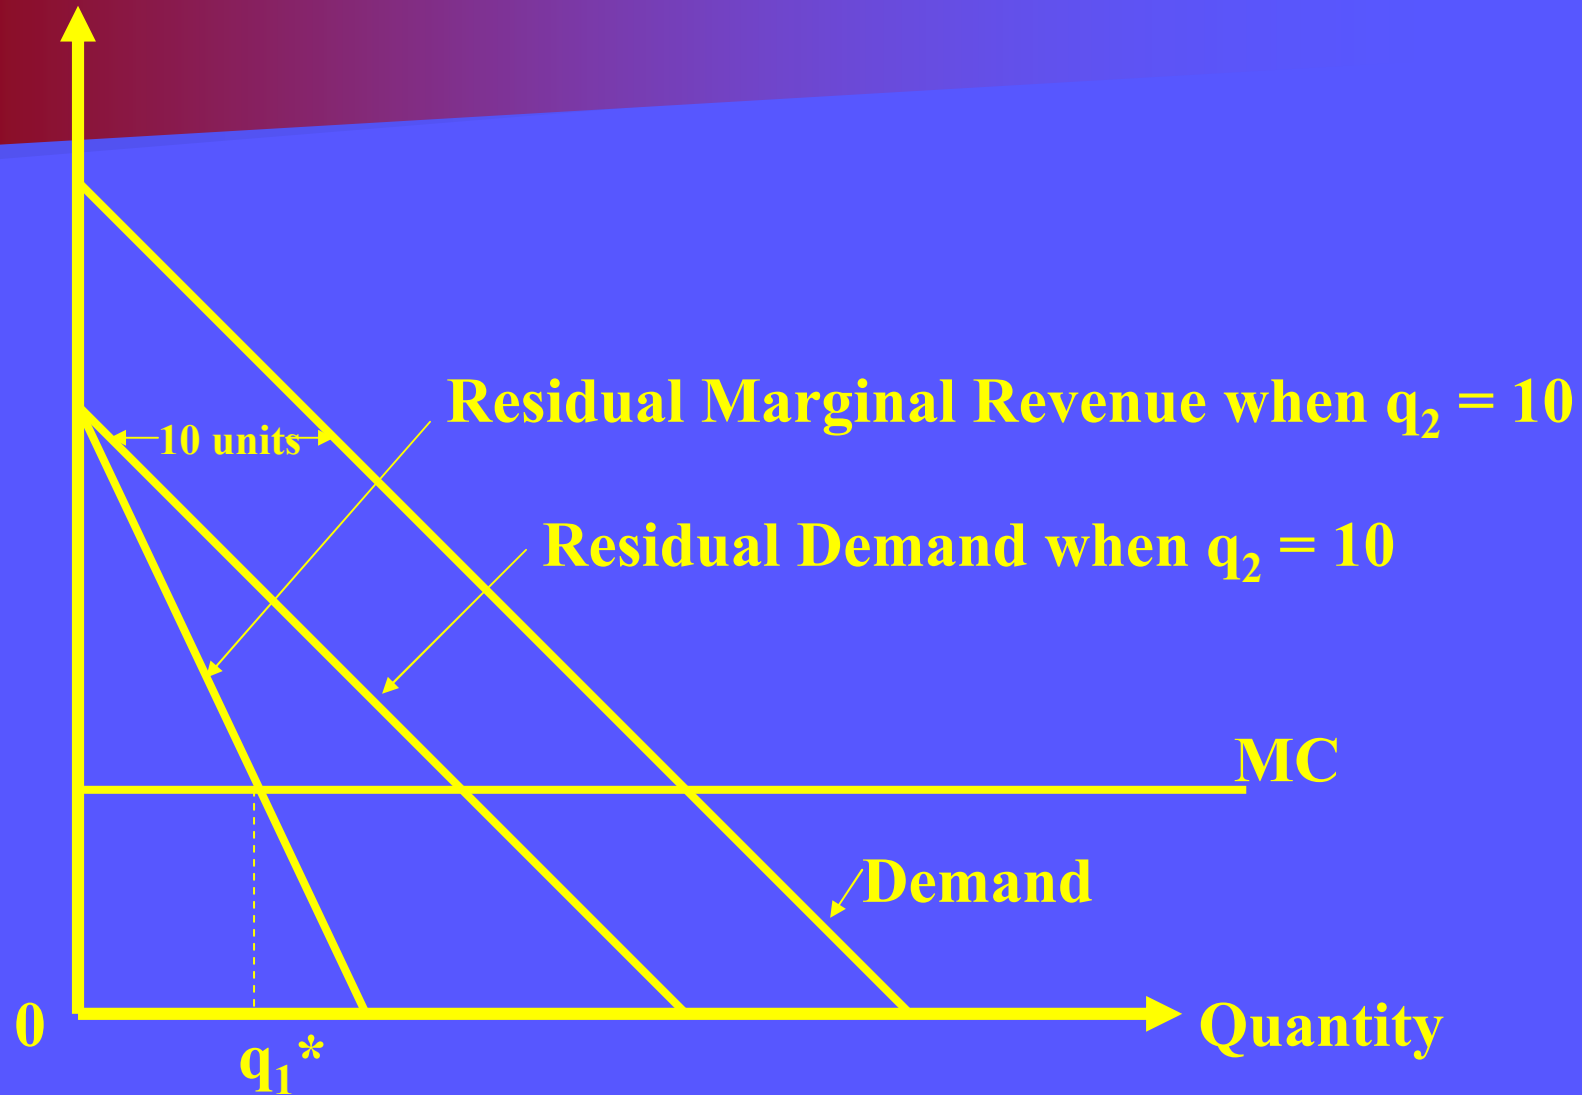 Residual Marginal Revenue when q₂ = 10
10 units
Residual Demand when q₂ = 10
MC
Demand
0
Quantity
q₁*